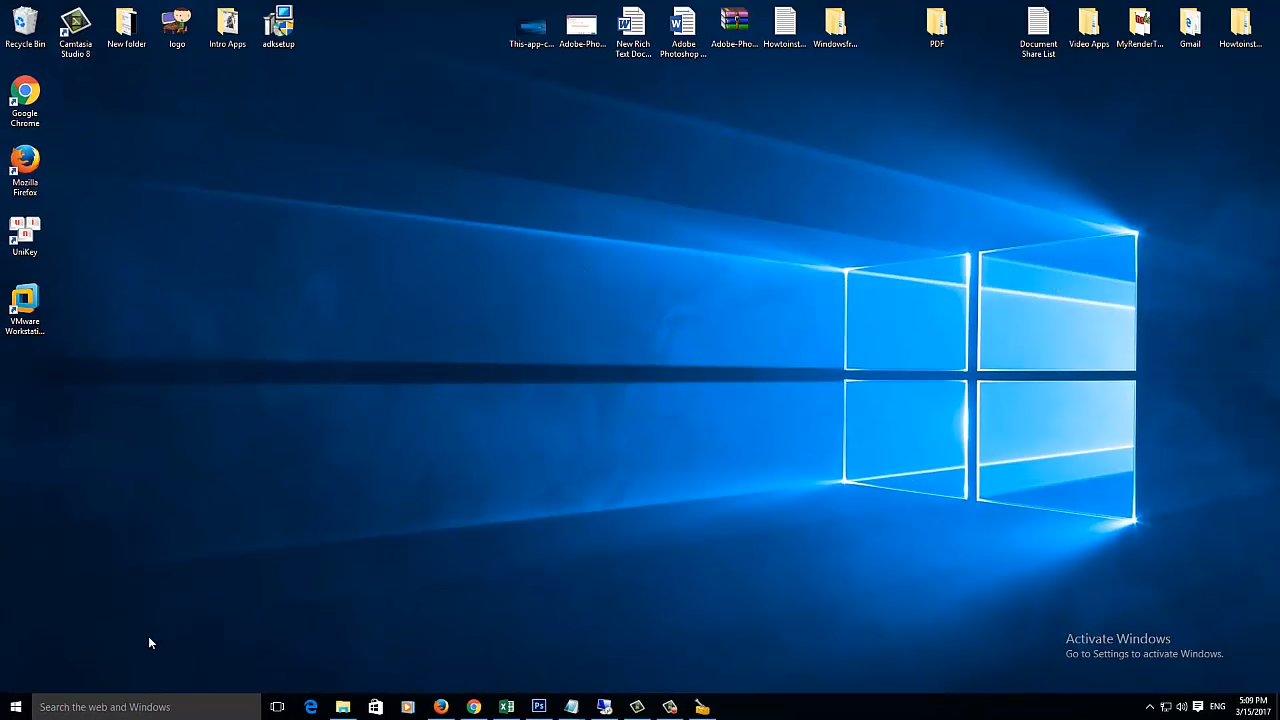 Recycle Bin
Camtasia
Studio 8
New folder
logo
Intro Apps
adksetup
This-app-c...
Adobe-Pho...
New Rich
Text Doc...
Adobe
Photoshop ...
Adobe-Pho...
Howtoinst...
Windowsfr...
PDF
Document
Share List
Video Apps
MyRenderT...
Gmail
Howtoinst...
Google
Chrome
Mozilla
Firefox
UniKey
VMware
Workstati...
Activate Windows
Go to Settings to activate Windows.
Search the web and Windows
ENG
5:09 PM
3/15/2017